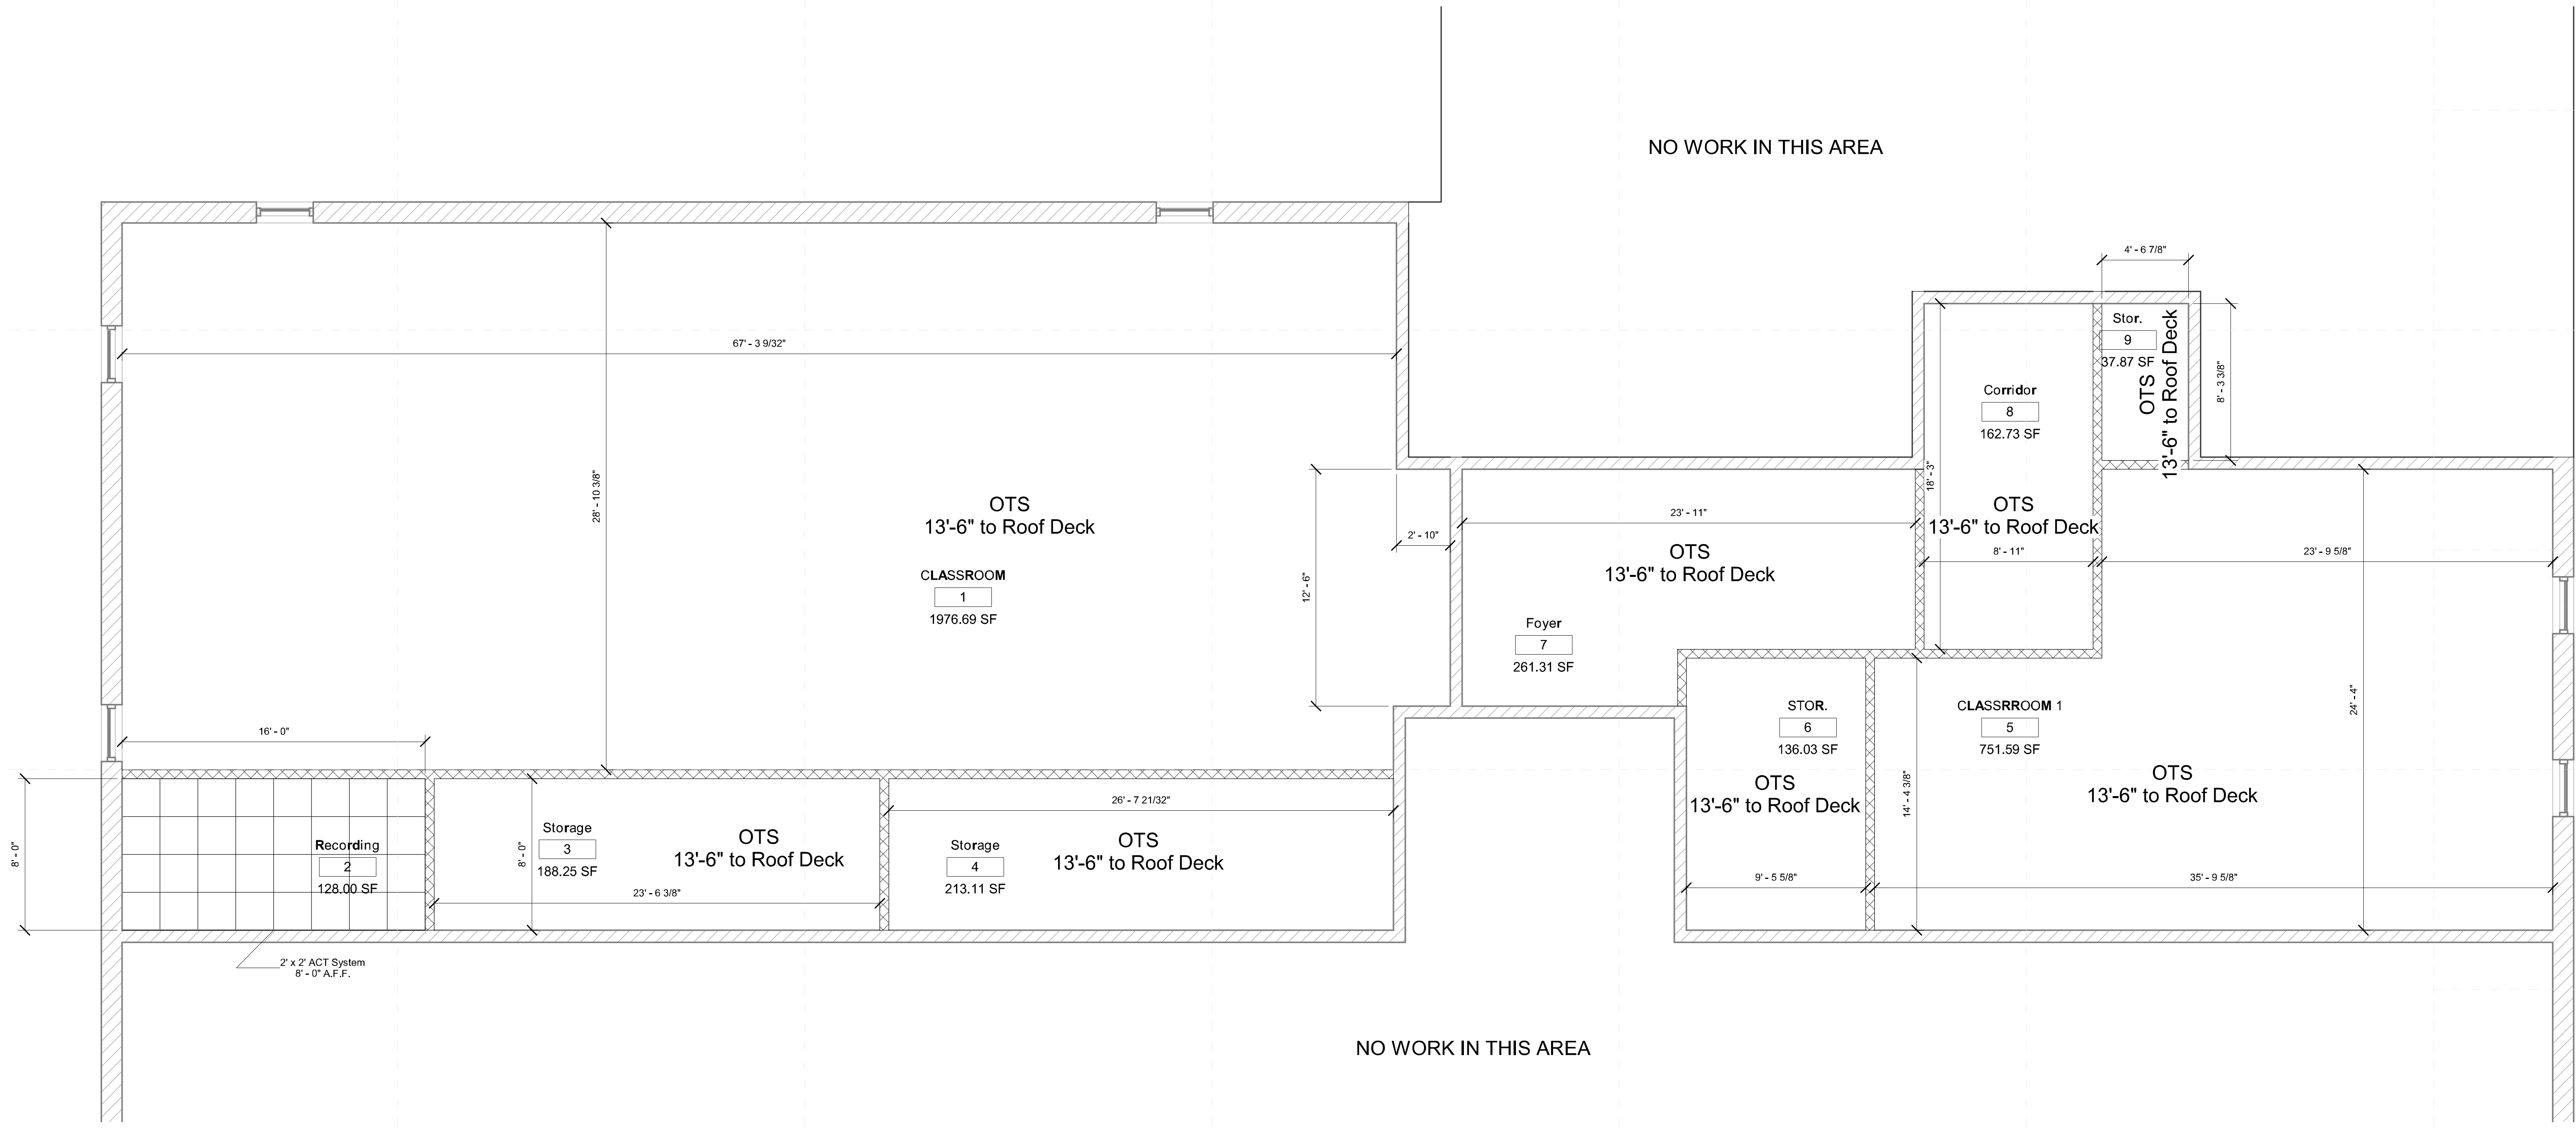 NO WORK IN THIS AREA
4' - 6 7/8"
Stor.
9
37.87 SF
OTS
13'-6" to Roof Deck
8' - 3 3/8"
67' - 3 9/32"
28' - 10 3/8"
Corridor
8
162.73 SF
18' - 3"
OTS
13'-6" to Roof Deck
8' - 11"
23' - 9 5/8"
OTS
13'-6" to Roof Deck
CLASSROOM
1
1976.69 SF
12' - 6"
2' - 10"
23' - 11"
OTS
13'-6" to Roof Deck
Foyer
7
261.31 SF
24' - 4"
STOR.
6
136.03 SF
OTS
13'-6" to Roof Deck
9' - 5 5/8"
CLASSRROOM 1
5
751.59 SF
OTS
13'-6" to Roof Deck
14' - 4 3/8"
35' - 9 5/8"
16' - 0"
8' - 0"
Recording
2
128.00 SF
8' - 0"
Storage
3
188.25 SF
OTS
13'-6" to Roof Deck
23' - 6 3/8"
26' - 7 21/32"
Storage
4
213.11 SF
OTS
13'-6" to Roof Deck
2' x 2' ACT System
8' - 0" A.F.F.
NO WORK IN THIS AREA